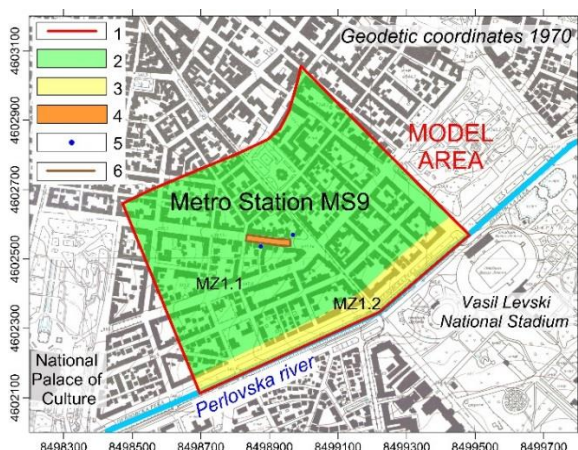 Geodetic coordinates 1970
1
2
3
4
5
6
MODEL
AREA
Metro Station MS9
MZ1.1
MZ1.2
Vasil Levski
National Stadium
National
Palace of
Culture
Perlovska river
4603100
4602900
4602700
4602500
4602300
4602100
8498300 8498500 8498700 8498900 8499100 8499300 8499500 8499700